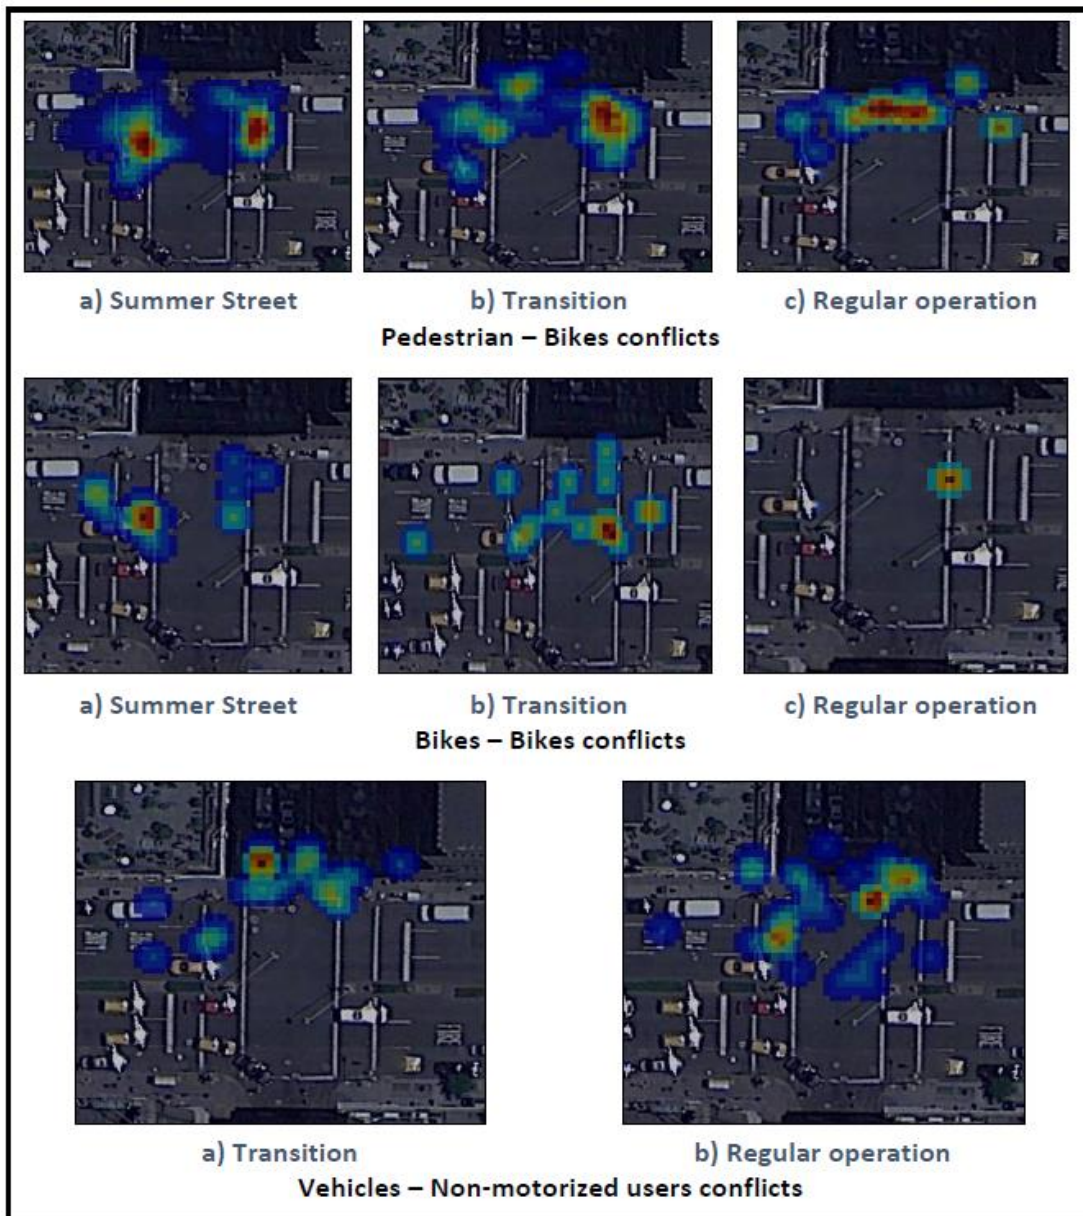 a) Summer Street
b) Transition
c) Regular operation
Pedestrian – Bikes conflicts
a) Summer Street
b) Transition
c) Regular operation
Bikes – Bikes conflicts
a) Transition
b) Regular operation
Vehicles – Non-motorized users conflicts